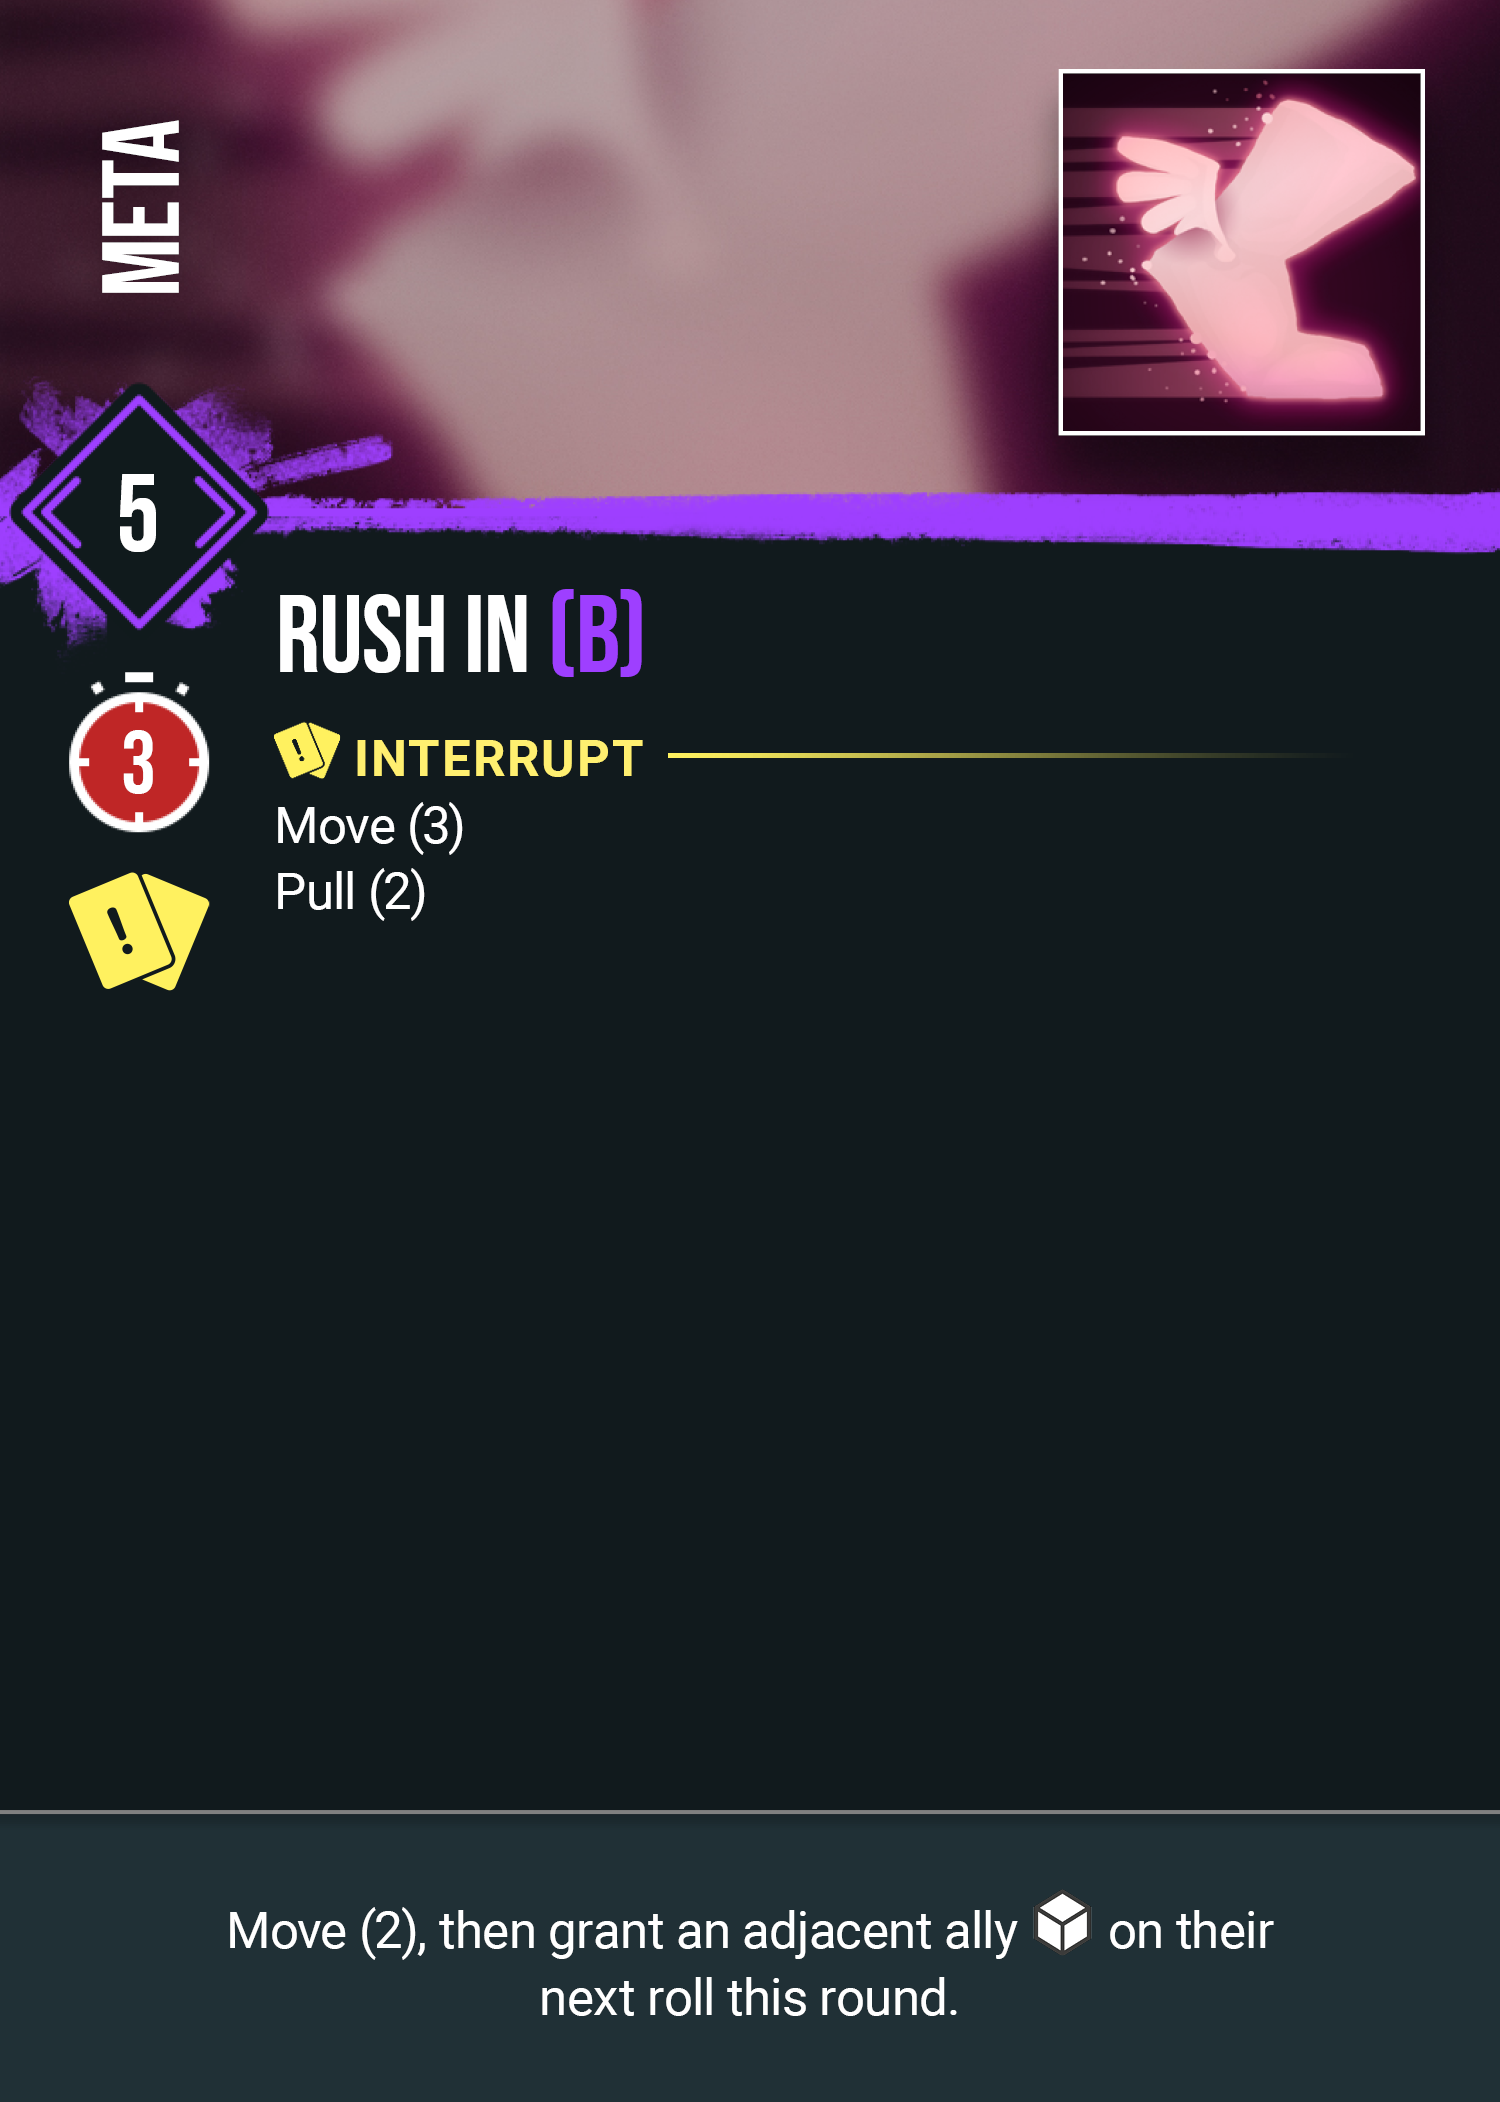 META
5
RUSH IN (B)
3
! INTERRUPT
Move (3)
Pull (2)
!
Move (2), then grant an adjacent ally on their
next roll this round.